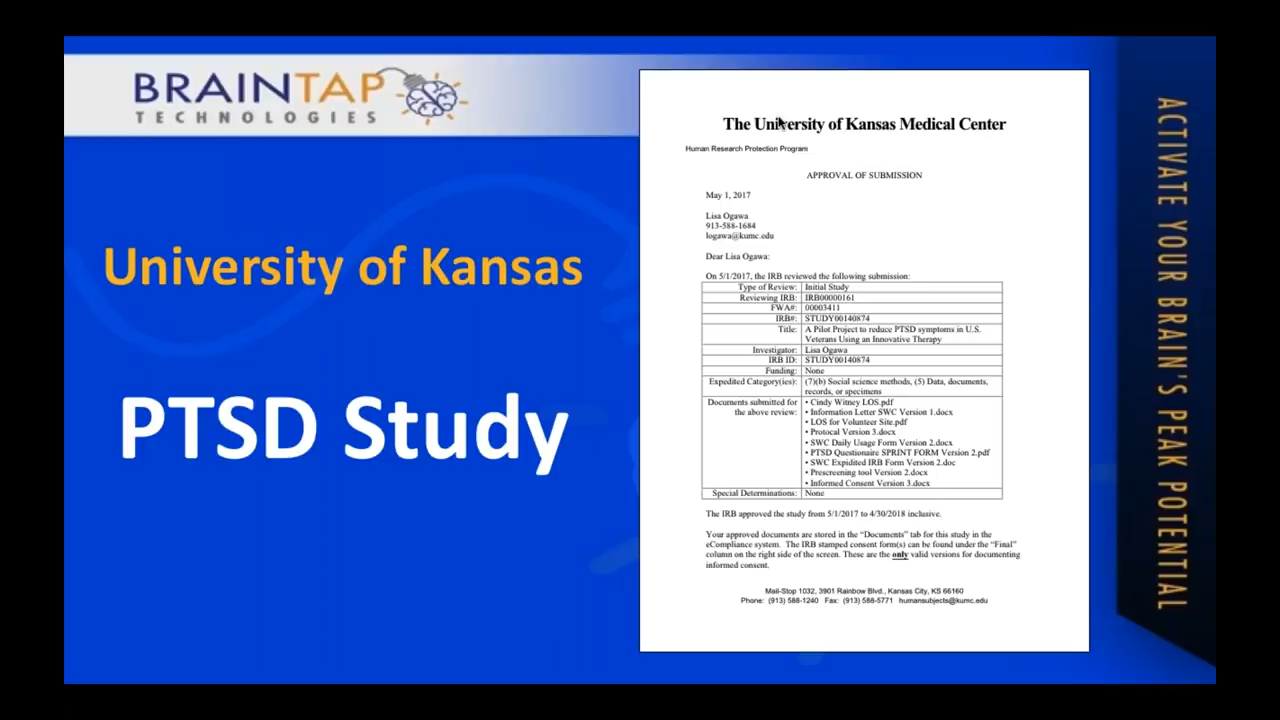 BRAINTAP
TECHNOLOGIES
University of Kansas
PTSD Study
The University of Kansas Medical Center
Human Research Protection Program
APPROVAL OF SUBMISSION
May 1, 2017
Lisa Ogawa
913-588-1684
logawa@kumc.edu
Dear Lisa Ogawa:
On 5/1/2017, the IRB reviewed the following submission:
Type of Review: Initial Study
Reviewing IRB: IRB00000161
FWA#: 00003411
IRB#: STUDY00140874
Title: A Pilot Project to reduce PTSD symptoms in U.S.
Veterans Using an Innovative Therapy
Investigator: Lisa Ogawa
IRB ID: STUDY00140874
Funding: None
Expedited Category(ies): (7)(b) Social science methods, (5) Data, documents,
records, or specimens
Documents submitted for • Cindy Witney LOS.pdf
the above review: • Information Letter SWC Version 1.docx
• LOS for Volunteer Site.pdf
• Protocal Version 3.docx
• SWC Daily Usage Form Version 2.docx
• PTSD Questionaire SPRINT FORM Version 2.pdf
• SWC Expidited IRB Form Version 2.doc
• Prescreening tool Version 2.docx
• Informed Consent Version 3.docx
Special Determinations: None
The IRB approved the study from 5/1/2017 to 4/30/2018 inclusive.
Your approved documents are stored in the “Documents” tab for this study in the
eCompliance system. The IRB stamped consent form(s) can be found under the “Final”
column on the right side of the screen. These are the only valid versions for documenting
informed consent.
Mail-Stop 1032, 3901 Rainbow Blvd., Kansas City, KS 66160
Phone: (913) 588-1240 Fax: (913) 588-5771 humansubjects@kumc.edu
ACTIVATE YOUR BRAIN'S PEAK POTENTIAL